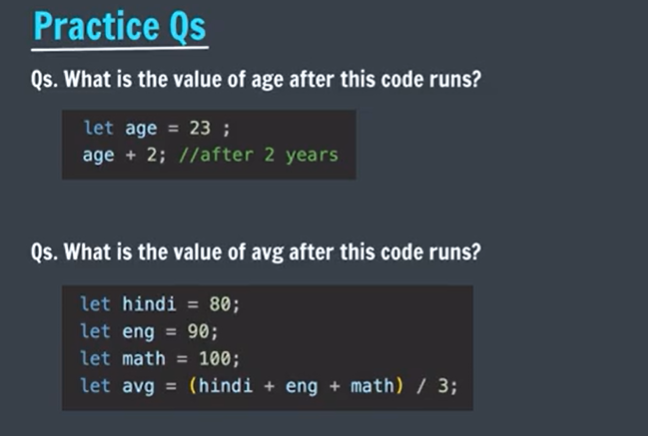 Practice Qs
Qs. What is the value of age after this code runs?
let age = 23 ;
age + 2; //after 2 years
Qs. What is the value of avg after this code runs?
let hindi = 80;
let eng = 90;
let math = 100;
let avg = (hindi + eng + math) / 3;